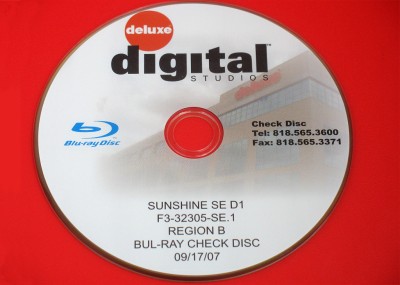 deluxe
digital
STUDIOS
Blu-ray Disc
Check Disc
Tel: 818.565.3600
Fax: 818.565.3371
SUNSHINE SE D1
F3-32305-SE.1
REGION B
BUL-RAY CHECK DISC
09/17/07